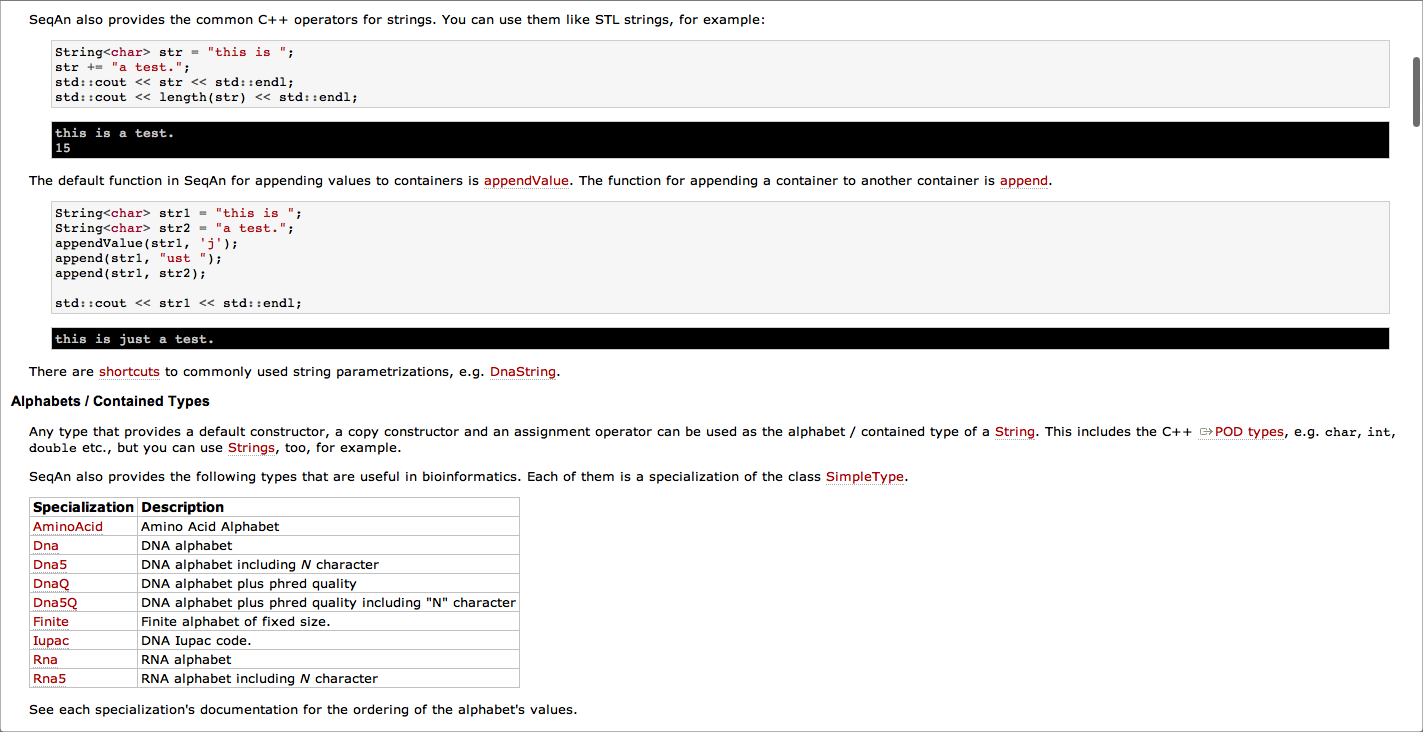 SeqAn also provides the common C++ operators for strings. You can use them like STL strings, for example:
String<char> str = "this is ";
str += "a test.";
std::cout << str << std::endl;
std::cout << length(str) << std::endl;
this is a test.
15
The default function in SeqAn for appending values to containers is appendValue. The function for appending a container to another container is append.
String<char> str1 = "this is ";
String<char> str2 = "a test.";
appendValue(str1, 'j');
append(str1, "ust ");
append(str1, str2);
std::cout << str1 << std::endl;
this is just a test.
There are shortcuts to commonly used string parametrizations, e.g. DnaString.
Alphabets / Contained Types
Any type that provides a default constructor, a copy constructor and an assignment operator can be used as the alphabet / contained type of a String. This includes the C++ POD types, e.g. char, int,
double etc., but you can use Strings, too, for example.
SeqAn also provides the following types that are useful in bioinformatics. Each of them is a specialization of the class SimpleType.
Specialization Description
AminoAcid Amino Acid Alphabet
Dna DNA alphabet
Dna5 DNA alphabet including N character
DnaQ DNA alphabet plus phred quality
Dna5Q DNA alphabet plus phred quality including "N" character
Finite Finite alphabet of fixed size.
Iupac DNA Iupac code.
Rna RNA alphabet
Rna5 RNA alphabet including N character
See each specialization's documentation for the ordering of the alphabet's values.